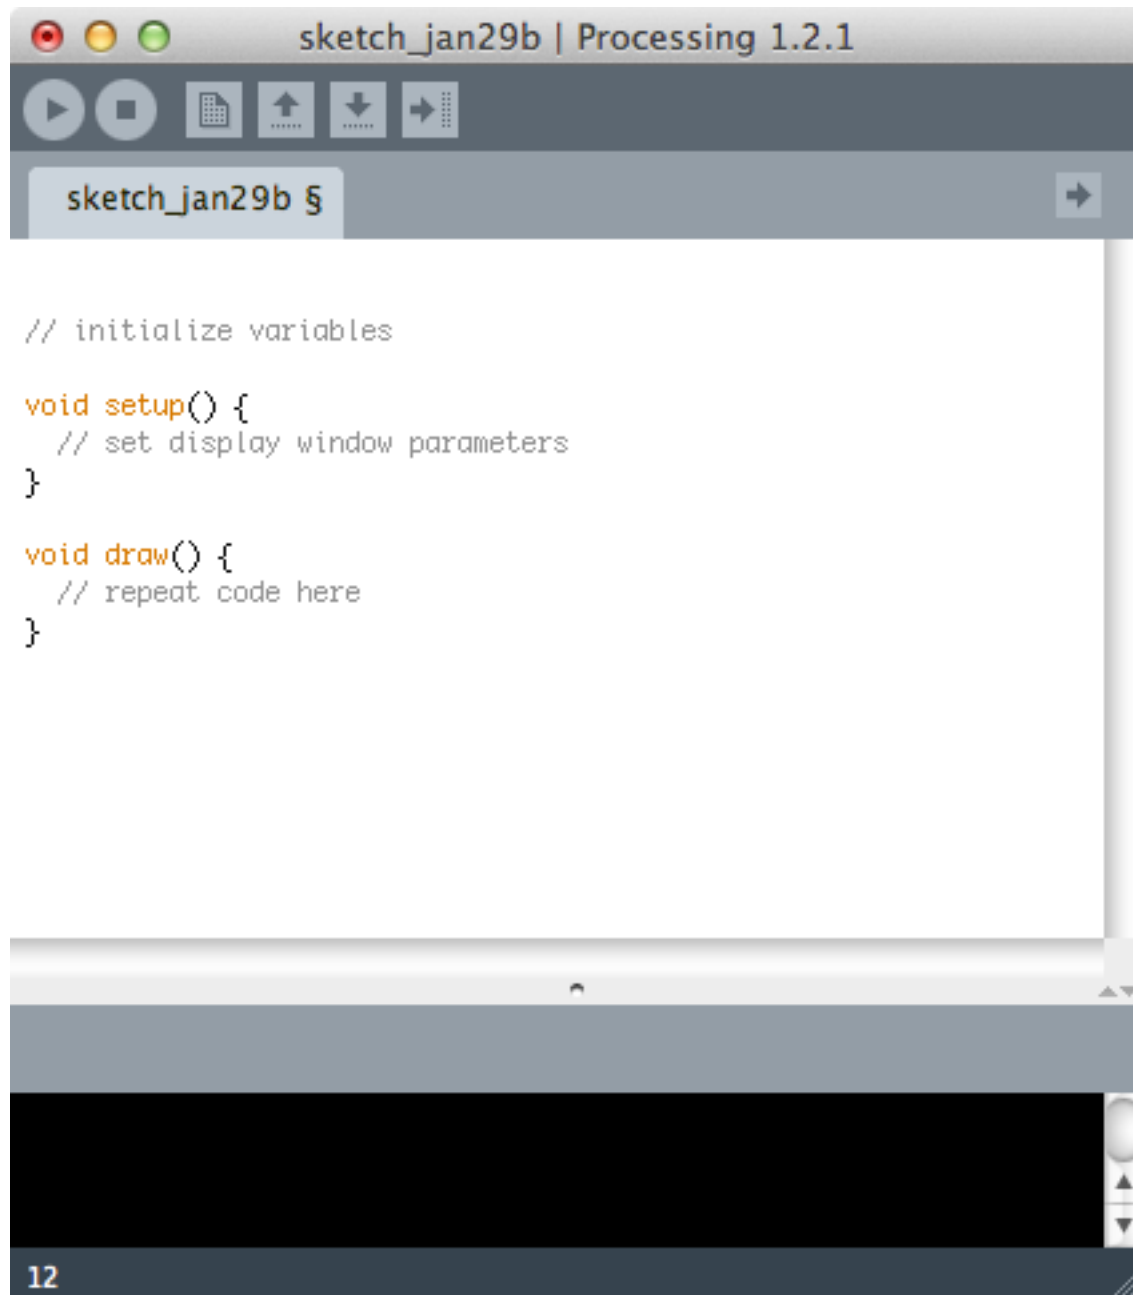 sketch_jan29b | Processing 1.2.1
sketch_jan29b §
// initialize variables
void setup() {
// set display window parameters
}
void draw() {
// repeat code here
}
12